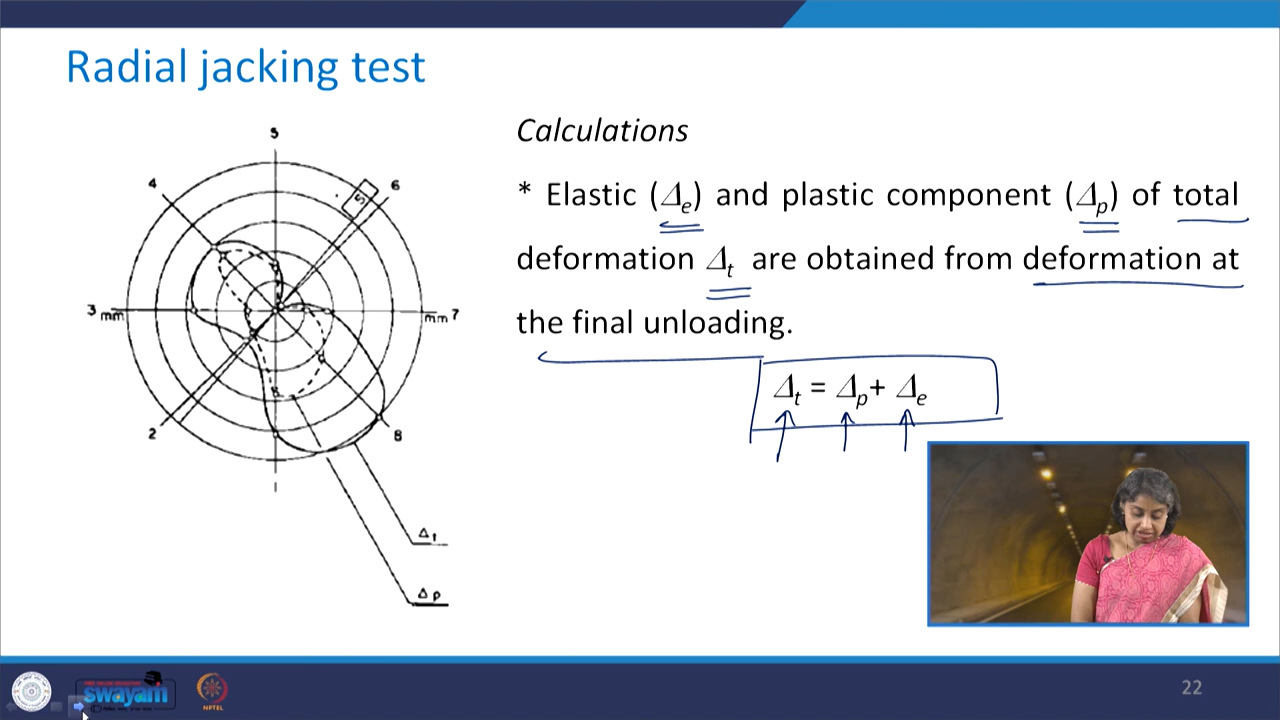 Radial jacking test
5
4
6
5
3 mm
mm 7
2
8
Δt
Δp
Calculations
* Elastic (Δe) and plastic component (Δp) of total
deformation Δt are obtained from deformation at
the final unloading.
Δt = Δp+ Δe
swayam
NPTEL
22